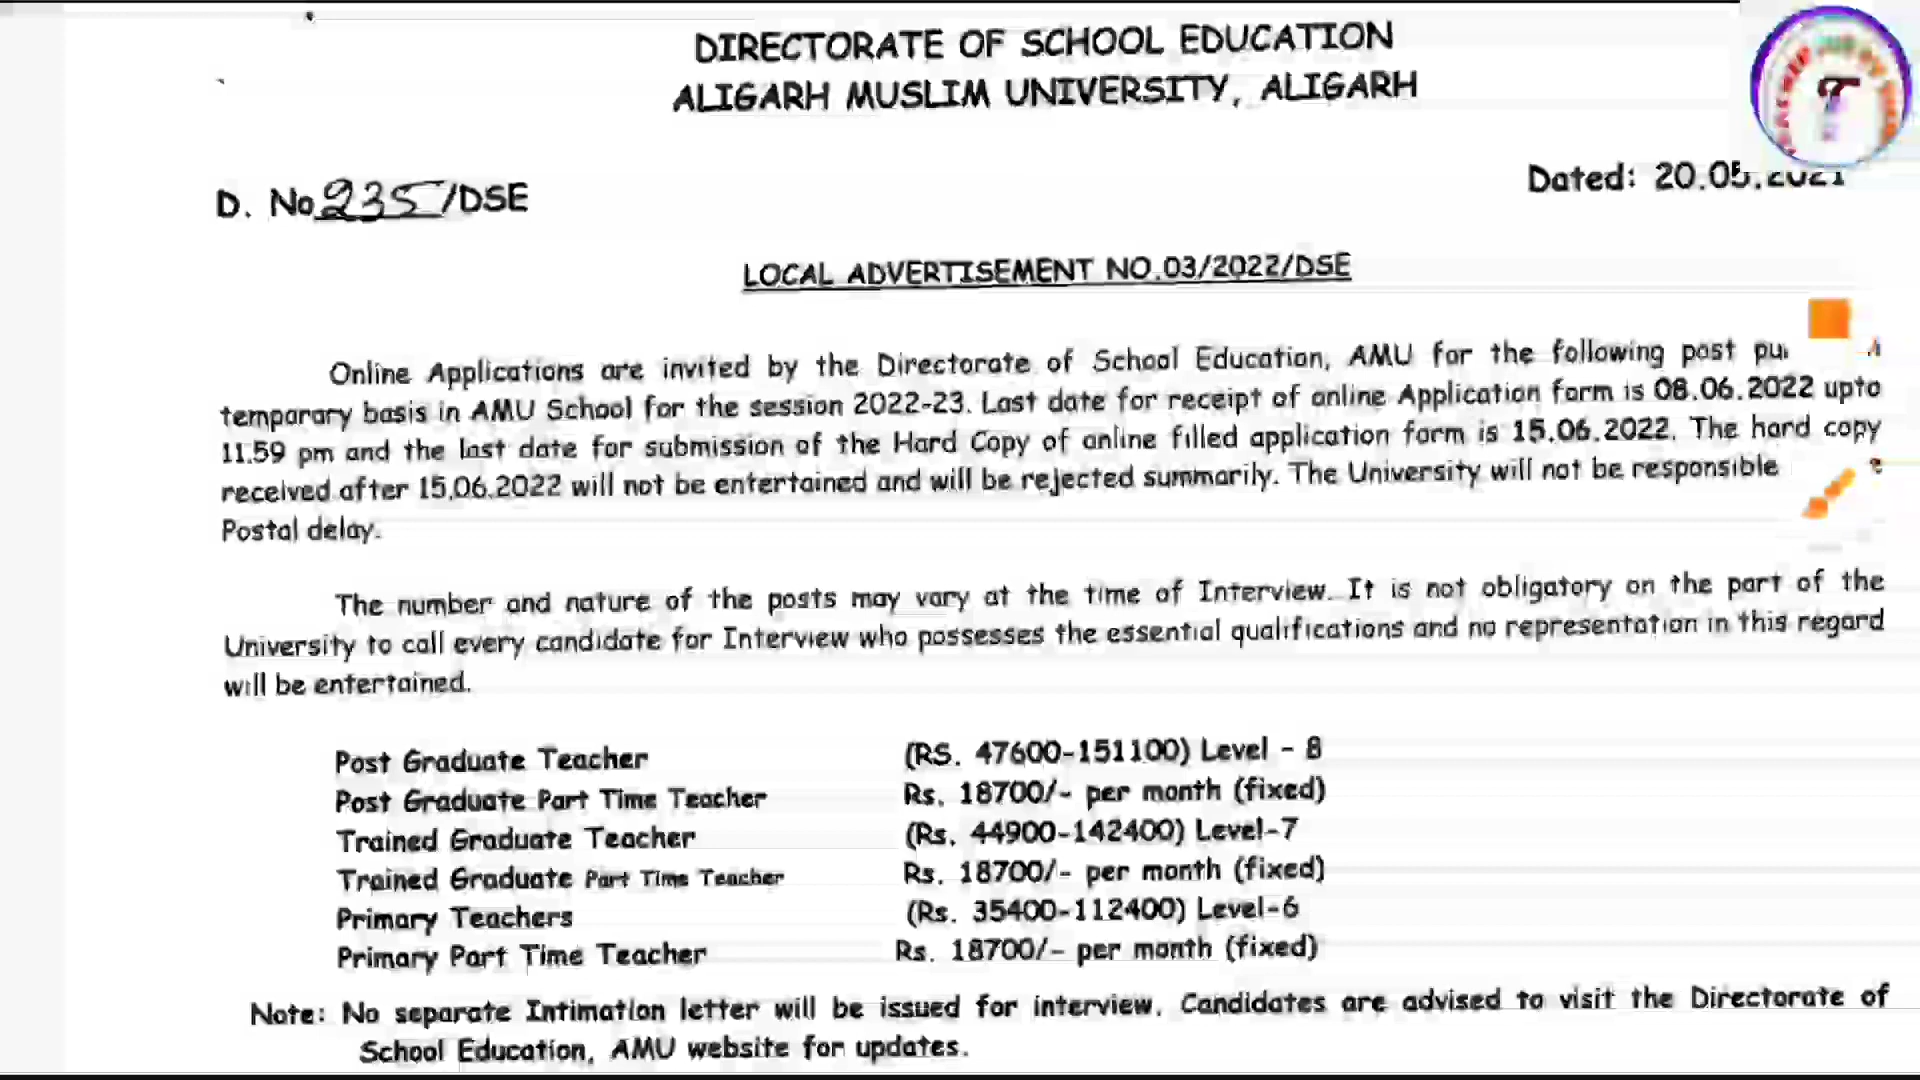 DIRECTORATE OF SCHOOL EDUCATION
ALIGARH MUSLIM UNIVERSITY, ALIGARH
D. No 235/DSE
Dated: 20.05.2021
LOCAL ADVERTISEMENT NO.03/2022/DSE
Online Applications are invited by the Directorate of School Education, AMU for the following post
temporary basis in AMU School for the session 2022-23. Last date for receipt of online Application form is 08.06.2022 upto
11.59 pm and the last date for submission of the Hard Copy of online filled application form is 15.06.2022. The hard copy
received after 15.06.2022 will not be entertained and will be rejected summarily. The University will not be responsible
Postal delay.
The number and nature of the posts may vary at the time of Interview. It is not obligatory on the part of the
University to call every candidate for Interview who possesses the essential qualifications and no representation in this regard
will be entertained.
Post Graduate Teacher (RS. 47600-151100) Level - 8
Post Graduate Part Time Teacher Rs. 18700/- per month (fixed)
Trained Graduate Teacher (Rs. 44900-142400) Level-7
Trained Graduate Part Time Teacher Rs. 18700/- per month (fixed)
Primary Teachers (Rs. 35400-112400) Level-6
Primary Part Time Teacher Rs. 18700/- per month (fixed)
Note: No separate Intimation letter will be issued for interview. Candidates are advised to visit the Directorate of
School Education, AMU website for updates.